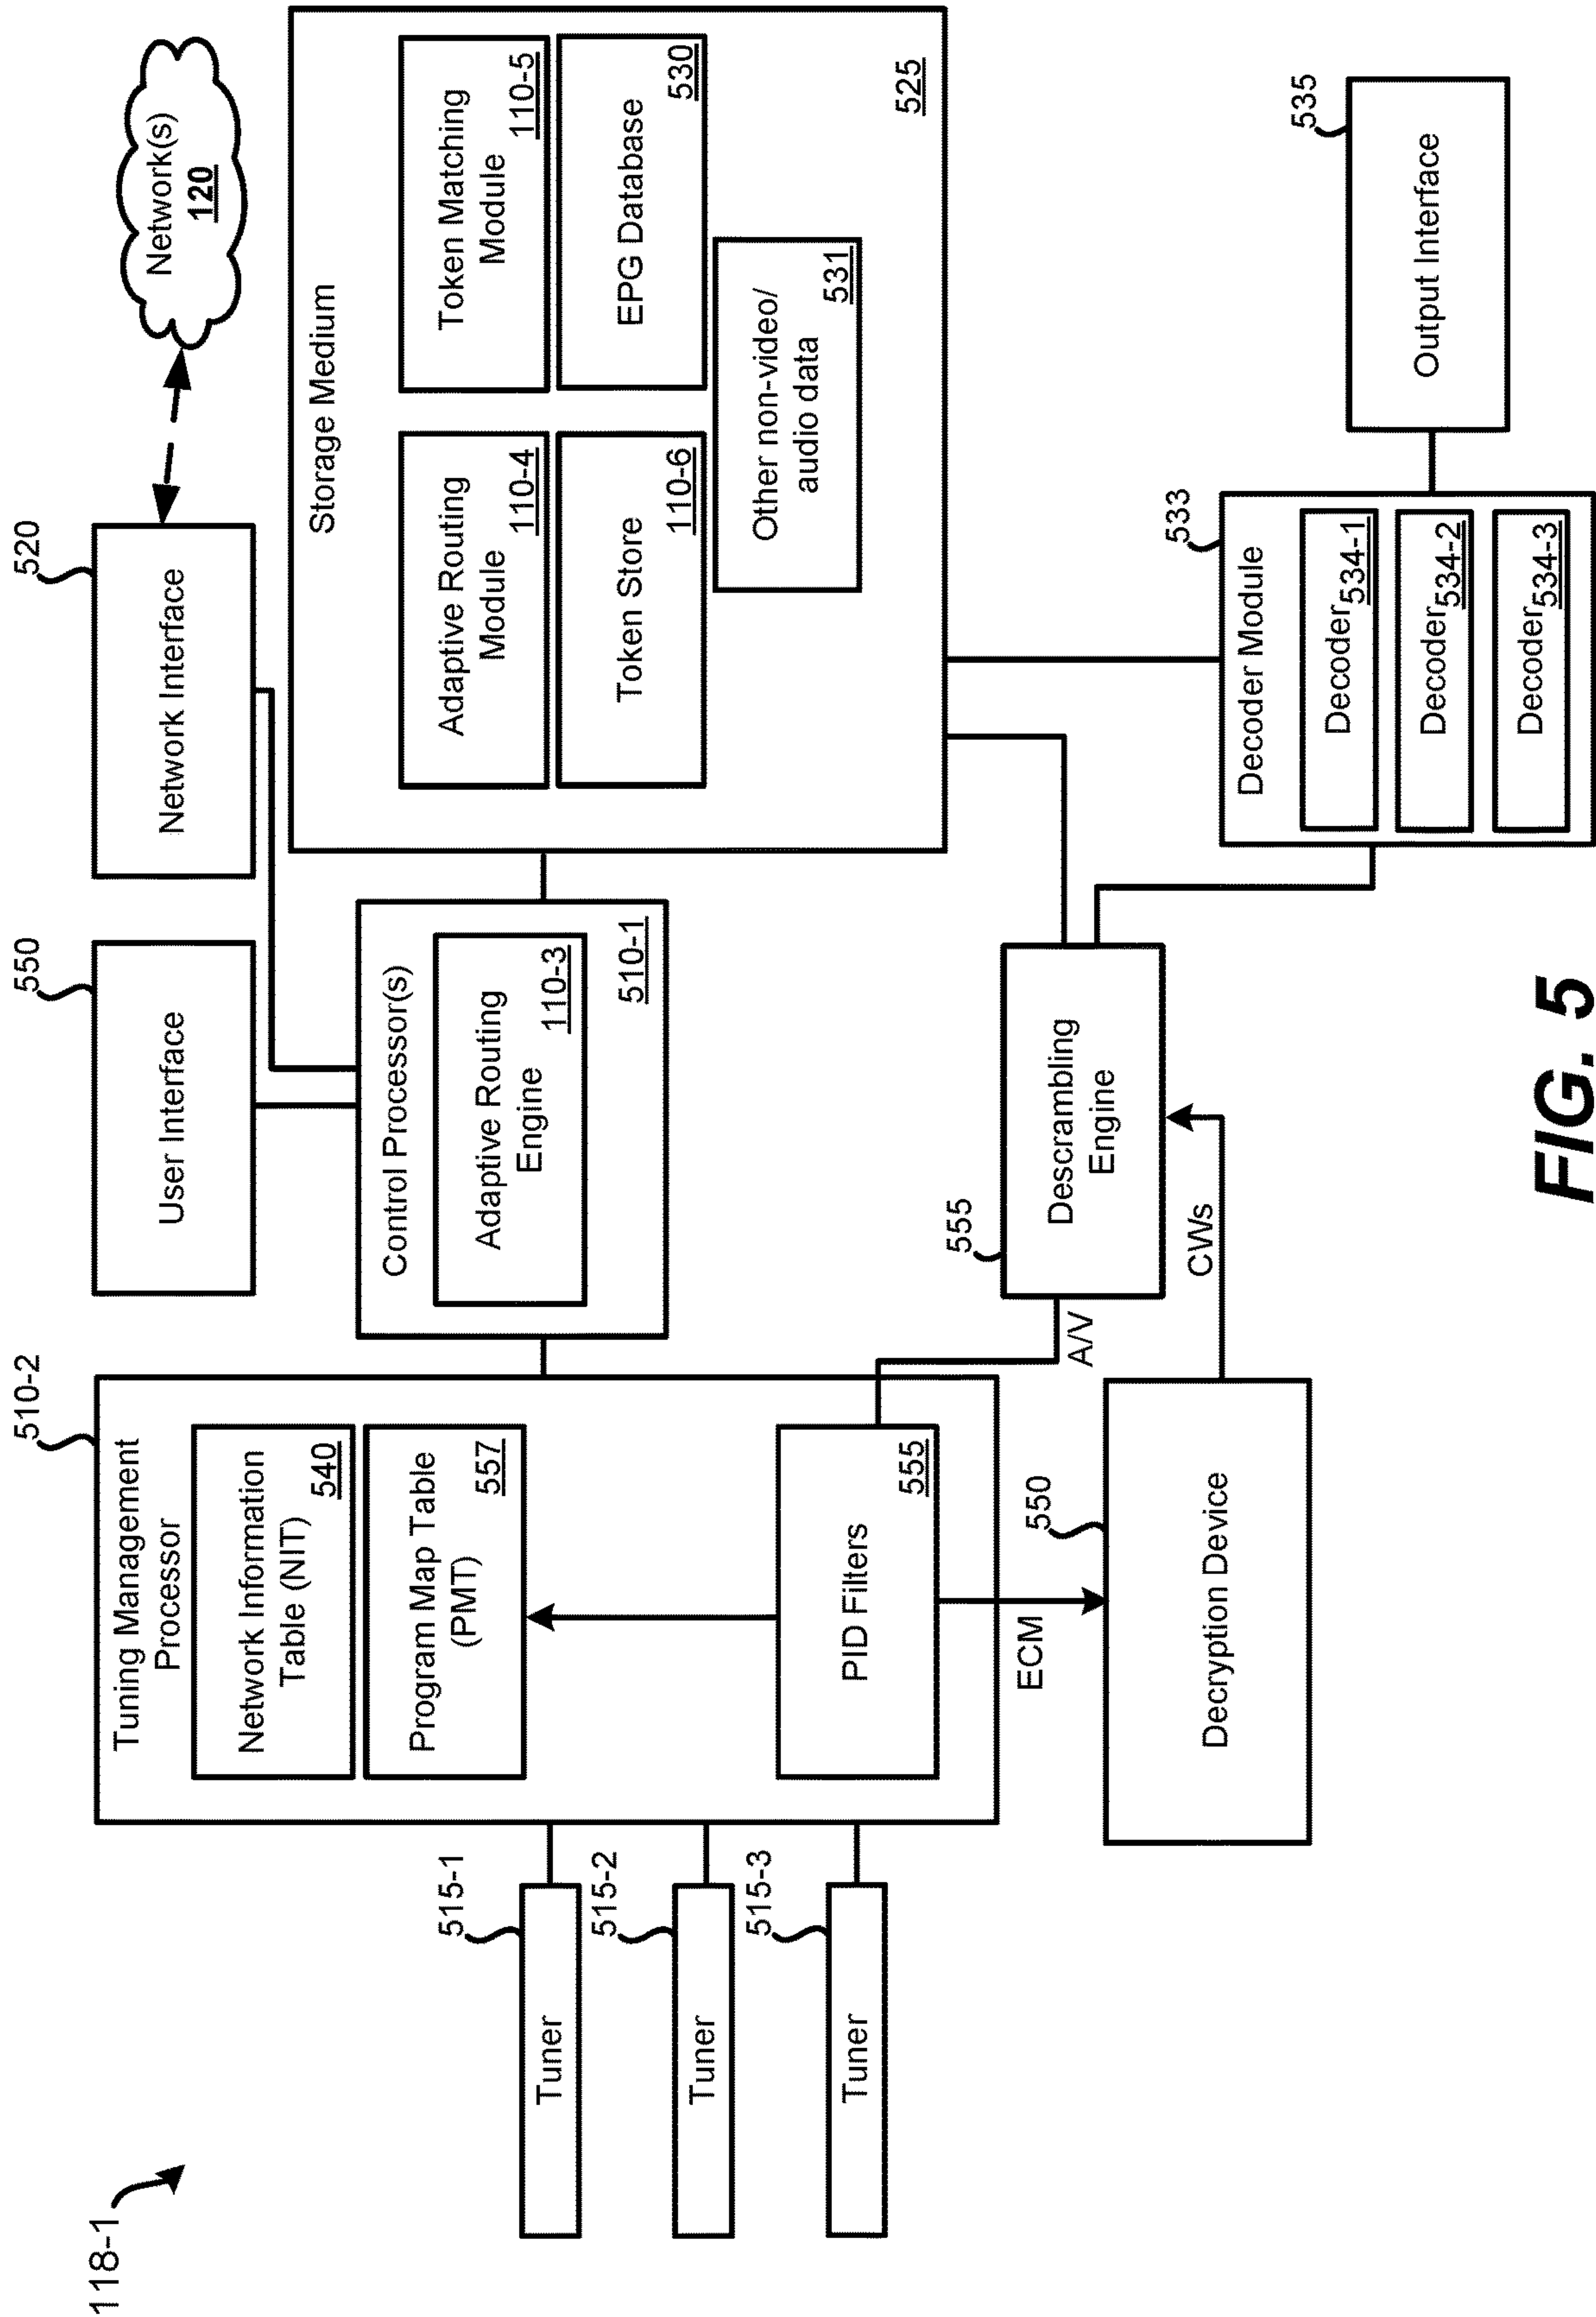 118-1
510-2
Tuning Management
Processor
Network Information
Table (NIT)
540
Program Map Table
(PMT)
557
PID Filters
555
515-1
Tuner
515-2
Tuner
515-3
Tuner
ECM
550
Decryption Device
A/V
CWs
555
Descrambling
Engine
550
User Interface
520
Network Interface
Network(s)
120
Control Processor(s)
Adaptive Routing
Engine
110-3
510-1
Storage Medium
Adaptive Routing
Module
110-4
Token Matching
Module
110-5
Token Store
110-6
EPG Database
530
Other non-video/
audio data
531
525
533
Decoder Module
Decoder
534-1
Decoder
534-2
Decoder
534-3
535
Output Interface
FIG. 5